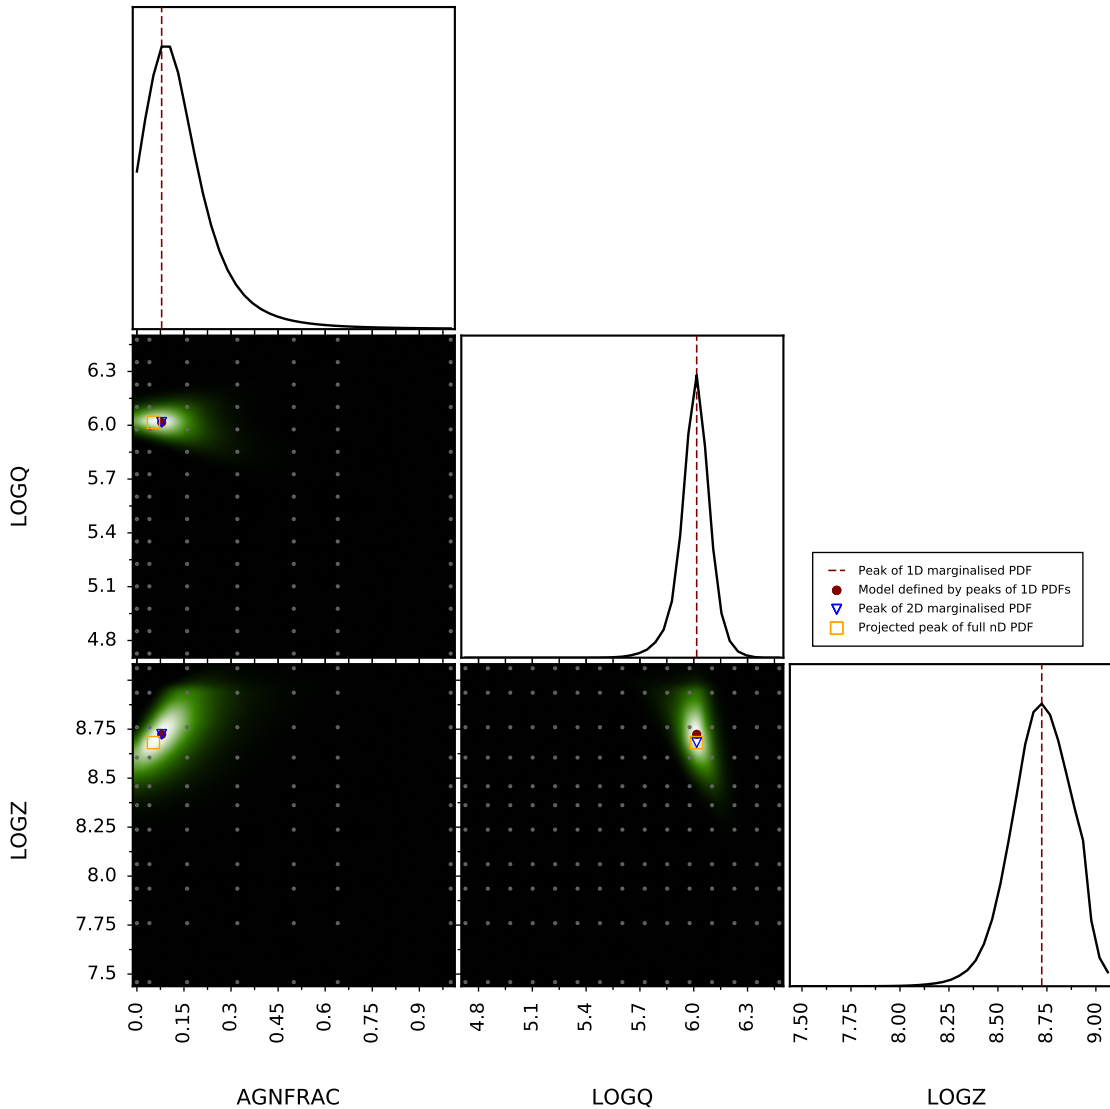 6.3
6.0
5.7
5.4
5.1
4.8
LOGQ
Peak of 1D marginalised PDF
Model defined by peaks of 1D PDFs
Peak of 2D marginalised PDF
Projected peak of full nD PDF
8.75
8.5
8.25
8.0
7.75
7.5
LOGZ
0.0 0.15 0.3 0.45 0.6 0.75 0.9
4.8 5.1 5.4 5.7 6.0 6.3
7.50 7.75 8.00 8.25 8.50 8.75 9.00
AGNFRAC LOGQ LOGZ